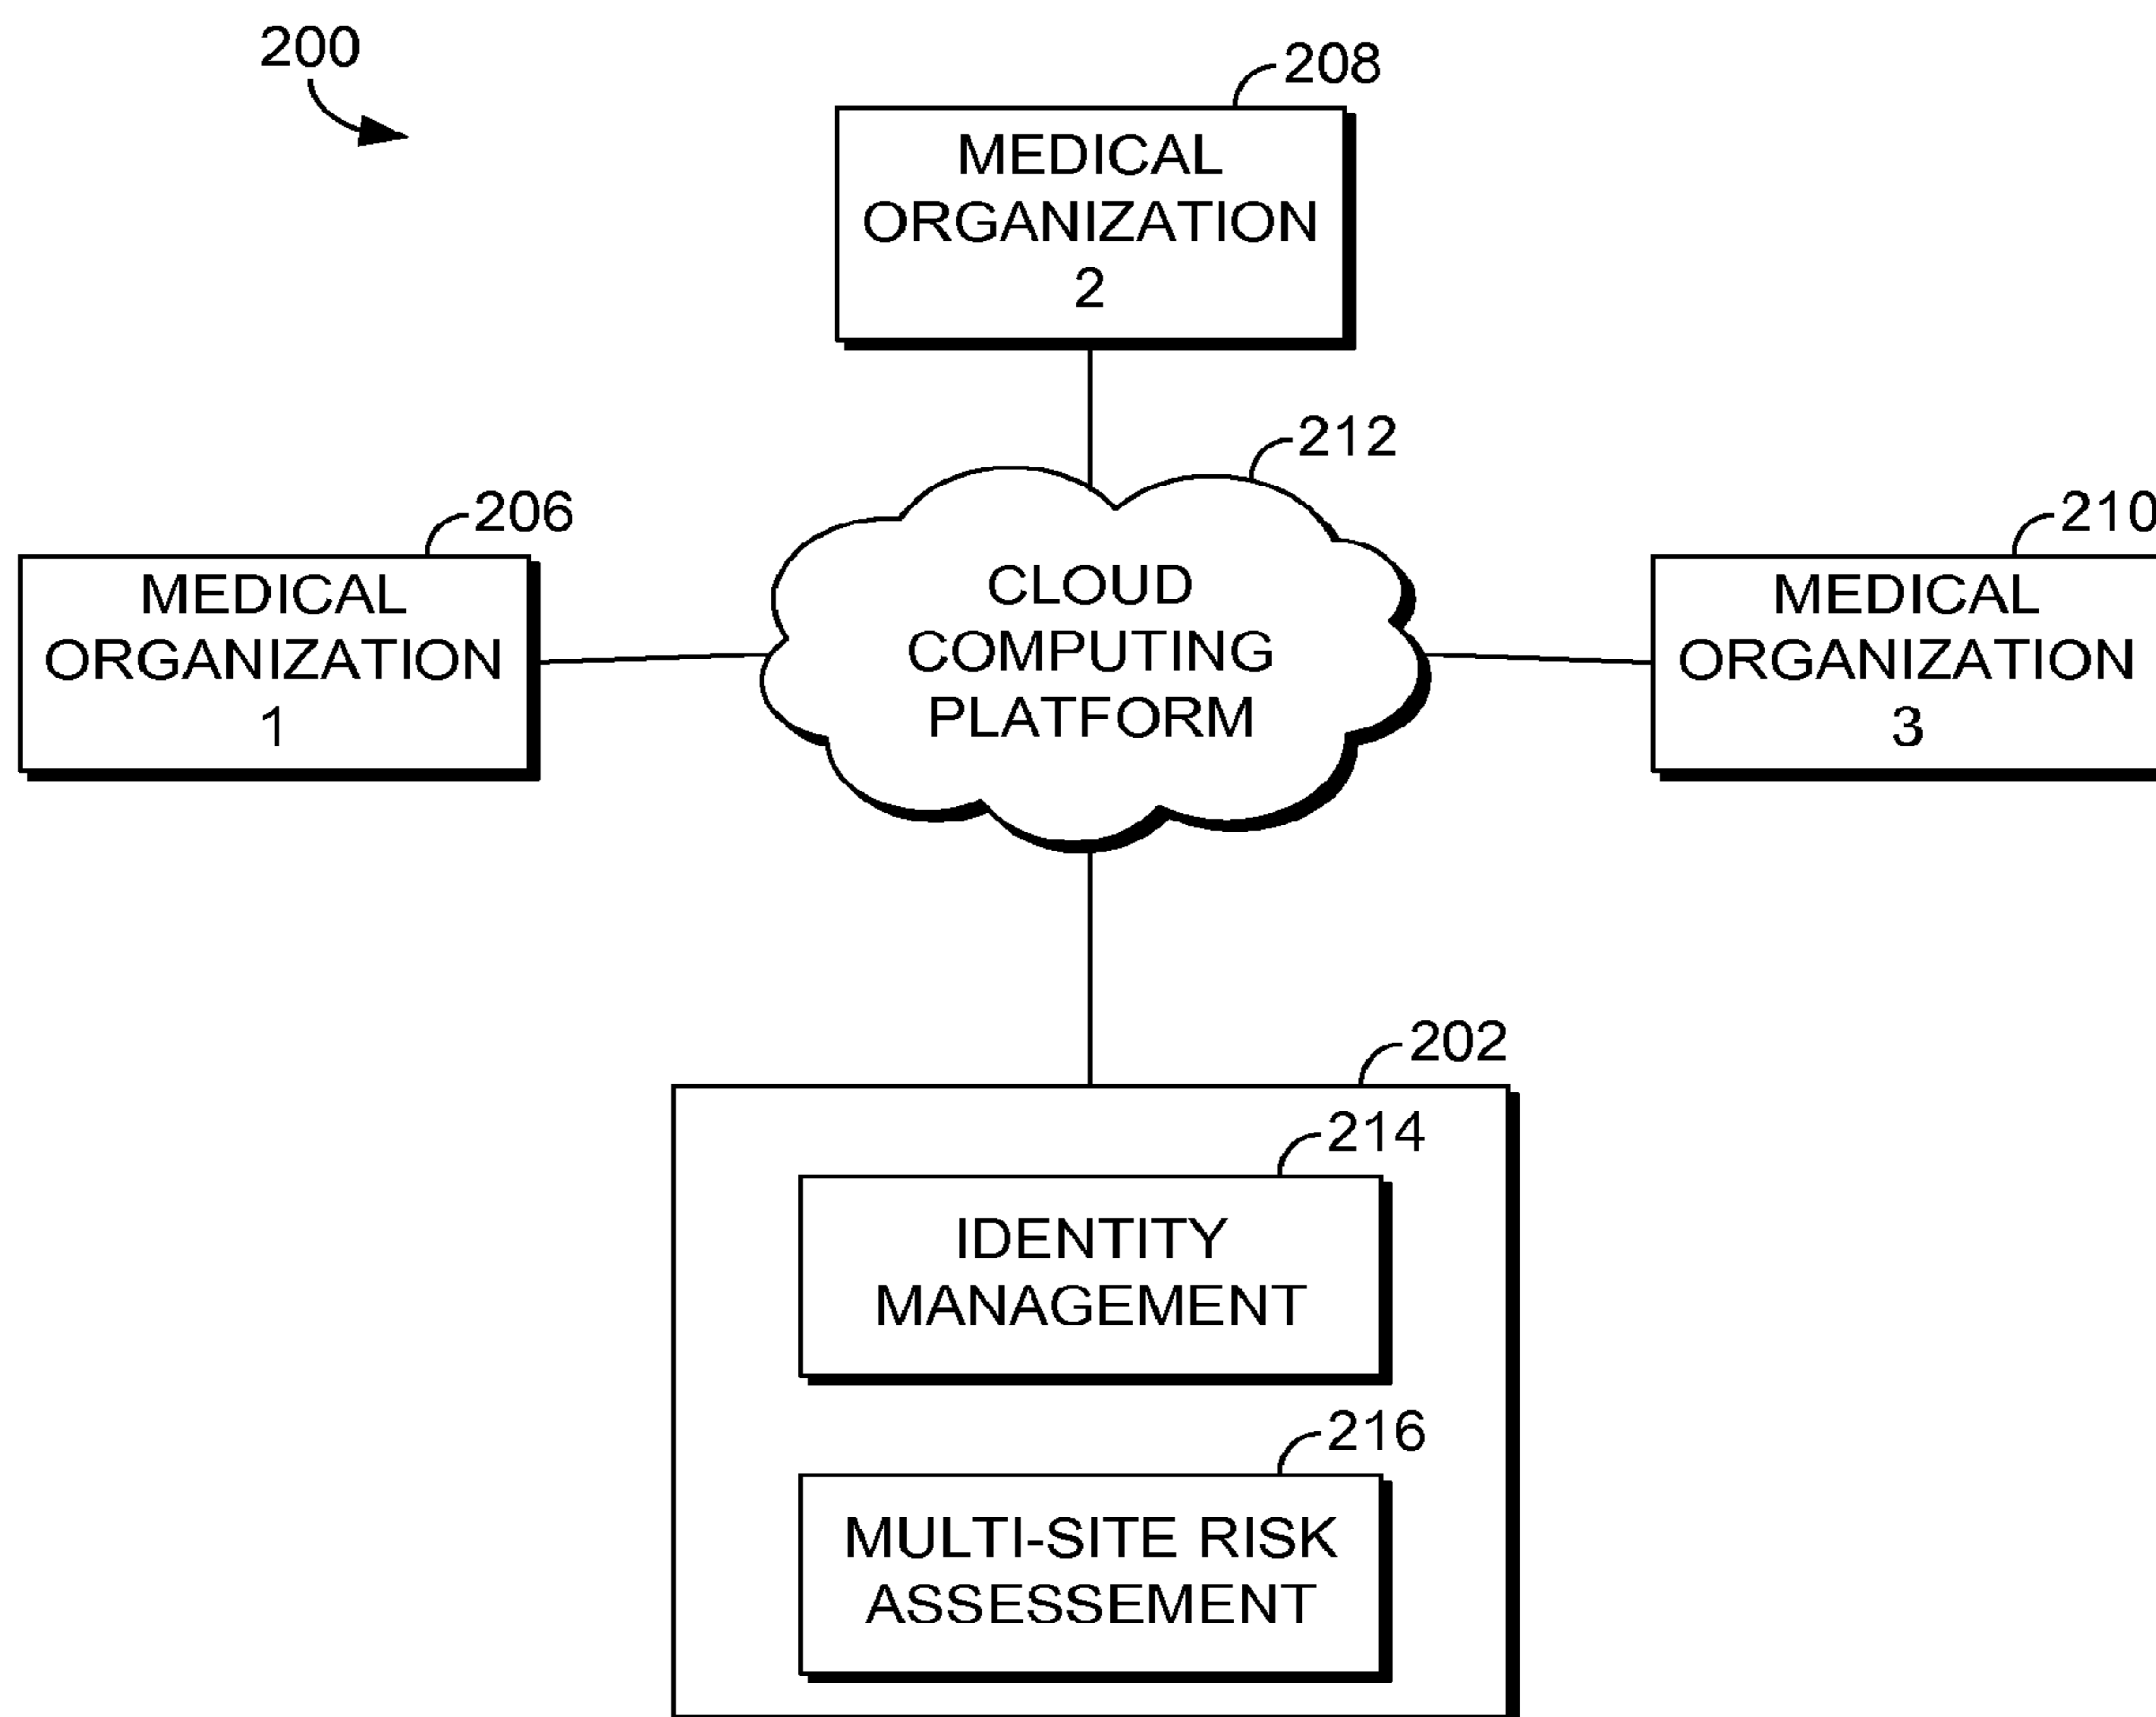 200
208
MEDICAL
ORGANIZATION
2
212
206
MEDICAL
ORGANIZATION
1
CLOUD
COMPUTING
PLATFORM
210
MEDICAL
ORGANIZATION
3
202
214
IDENTITY
MANAGEMENT
216
MULTI-SITE RISK
ASSESSEMENT